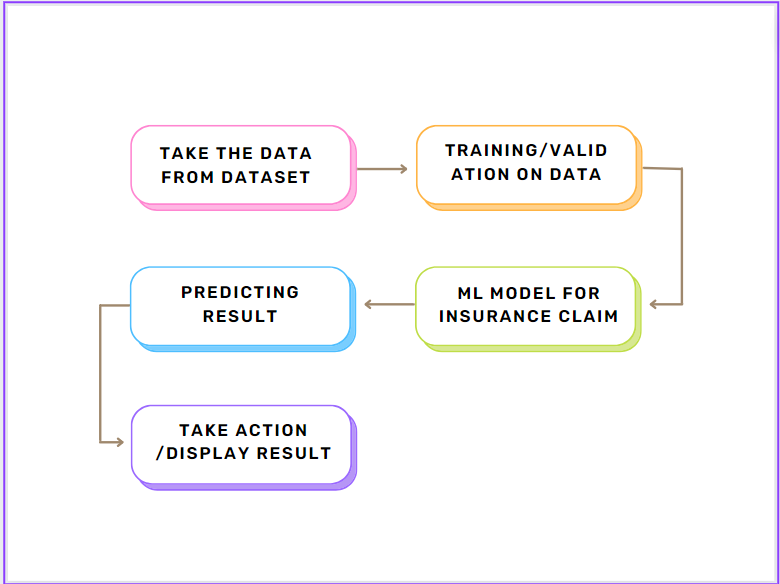 TAKE THE DATA
FROM DATASET
TRAINING/VALID
ATION ON DATA
ML MODEL FOR
INSURANCE CLAIM
PREDICTING
RESULT
TAKE ACTION
/DISPLAY RESULT